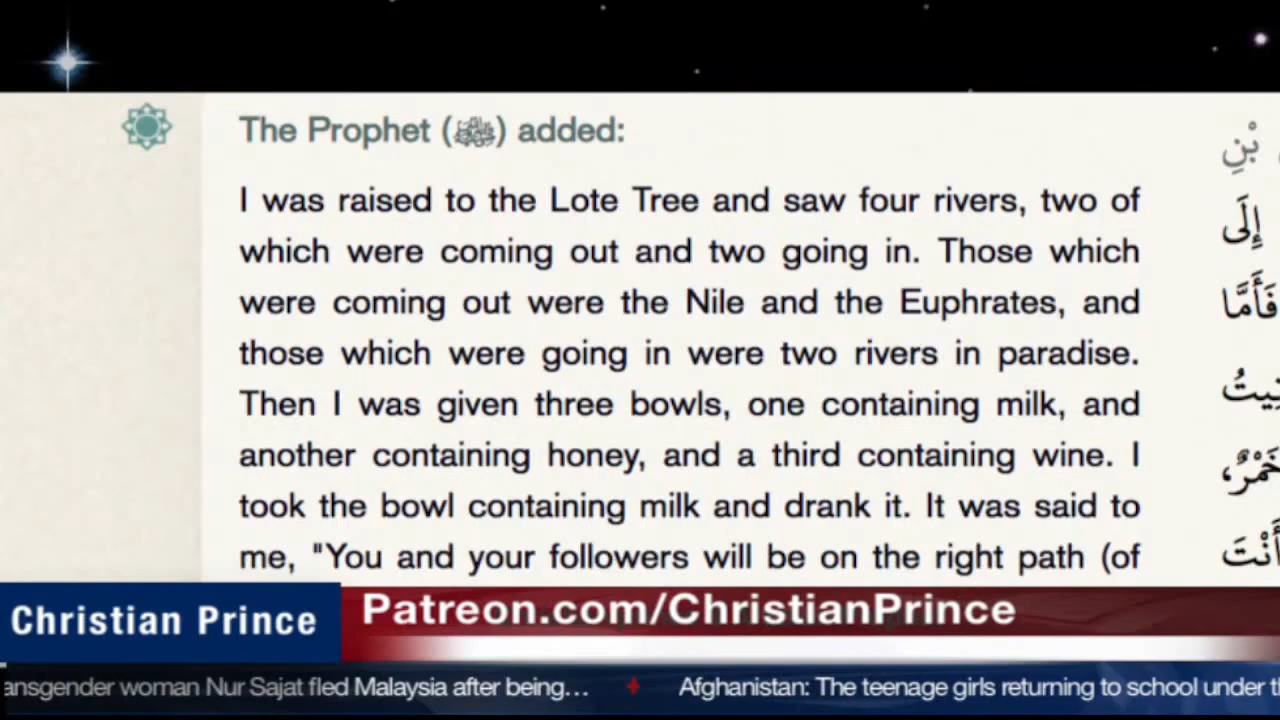 The Prophet (ﷺ) added:
I was raised to the Lote Tree and saw four rivers, two of
which were coming out and two going in. Those which
were coming out were the Nile and the Euphrates, and
those which were going in were two rivers in paradise.
Then I was given three bowls, one containing milk, and
another containing honey, and a third containing wine. I
took the bowl containing milk and drank it. It was said to
me, "You and your followers will be on the right path (of
بْنِ
إِلَى
فَأَمَّا
خَمْرٌ،
أَنْتَ
Christian Prince
Patreon.com/ChristianPrince
ansgender woman Nur Sajat fled Malaysia after being... Afghanistan: The teenage girls returning to school under th